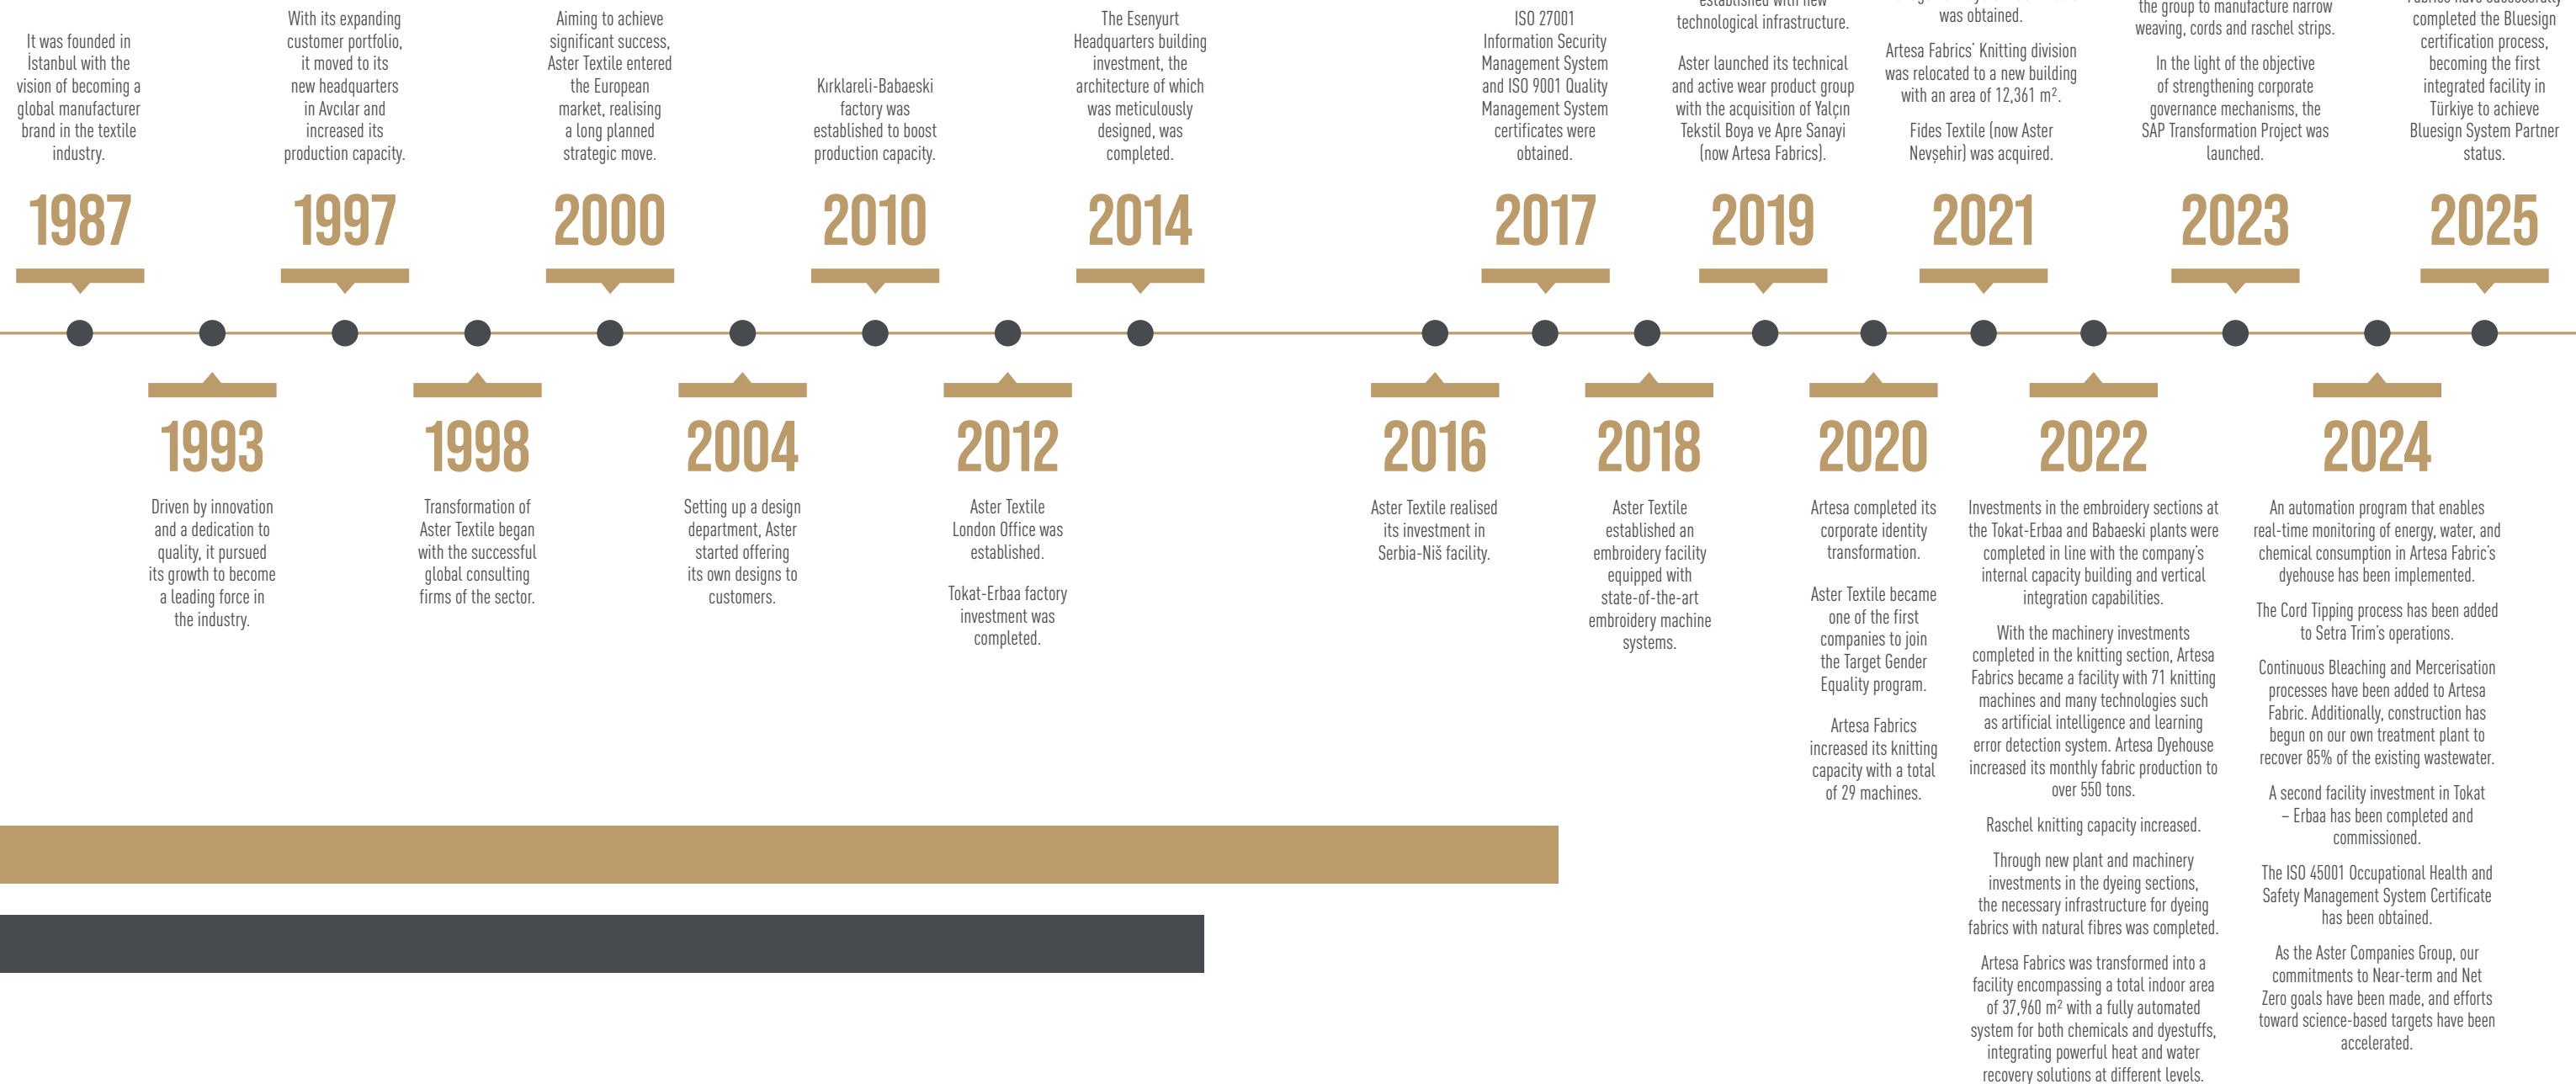 It was founded in
İstanbul with the
vision of becoming a
global manufacturer
brand in the textile
industry.
1987
With its expanding
customer portfolio,
it moved to its
new headquarters
in Avcılar and
increased its
production capacity.
1997
Aiming to achieve
significant success,
Aster Textile entered
the European
market, realising
a long planned
strategic move.
2000
Kırklareli-Babaeski
factory was
established to boost
production capacity.
2010
The Esenyurt
Headquarters building
investment, the
architecture of which
was meticulously
designed, was
completed.
2014
ISO 27001
Information Security
Management System
and ISO 9001 Quality
Management System
certificates were
obtained.
2017
established with new
technological infrastructure.
Aster launched its technical
and active wear product group
with the acquisition of Yalçın
Tekstil Boya ve Apre Sanayi
(now Artesa Fabrics).
2019
was obtained.
Artesa Fabrics' Knitting division
was relocated to a new building
with an area of 12,361 m².
Fides Textile (now Aster
Nevşehir) was acquired.
2021
the group to manufacture narrow
weaving, cords and raschel strips.
In the light of the objective
of strengthening corporate
governance mechanisms, the
SAP Transformation Project was
launched.
2023
completed the Bluesign
certification process,
becoming the first
integrated facility in
Türkiye to achieve
Bluesign System Partner
status.
2025
1993
Driven by innovation
and a dedication to
quality, it pursued
its growth to become
a leading force in
the industry.
1998
Transformation of
Aster Textile began
with the successful
global consulting
firms of the sector.
2004
Setting up a design
department, Aster
started offering
its own designs to
customers.
2012
Aster Textile
London Office was
established.
Tokat-Erbaa factory
investment was
completed.
2016
Aster Textile realised
its investment in
Serbia-Niš facility.
2018
Aster Textile
established an
embroidery facility
equipped with
state-of-the-art
embroidery machine
systems.
2020
Artesa completed its
corporate identity
transformation.
Aster Textile became
one of the first
companies to join
the Target Gender
Equality program.
Artesa Fabrics
increased its knitting
capacity with a total
of 29 machines.
2022
Investments in the embroidery sections at
the Tokat-Erbaa and Babaeski plants were
completed in line with the company's
internal capacity building and vertical
integration capabilities.
With the machinery investments
completed in the knitting section, Artesa
Fabrics became a facility with 71 knitting
machines and many technologies such
as artificial intelligence and learning
error detection system. Artesa Dyehouse
increased its monthly fabric production to
over 550 tons.
Raschel knitting capacity increased.
Through new plant and machinery
investments in the dyeing sections,
the necessary infrastructure for dyeing
fabrics with natural fibres was completed.
Artesa Fabrics was transformed into a
facility encompassing a total indoor area
of 37,960 m² with a fully automated
system for both chemicals and dyestuffs,
integrating powerful heat and water
recovery solutions at different levels.
2024
An automation program that enables
real-time monitoring of energy, water, and
chemical consumption in Artesa Fabric's
dyehouse has been implemented.
The Cord Tipping process has been added
to Setra Trim's operations.
Continuous Bleaching and Mercerisation
processes have been added to Artesa
Fabric. Additionally, construction has
begun on our own treatment plant to
recover 85% of the existing wastewater.
A second facility investment in Tokat
– Erbaa has been completed and
commissioned.
The ISO 45001 Occupational Health and
Safety Management System Certificate
has been obtained.
As the Aster Companies Group, our
commitments to Near-term and Net
Zero goals have been made, and efforts
toward science-based targets have been
accelerated.